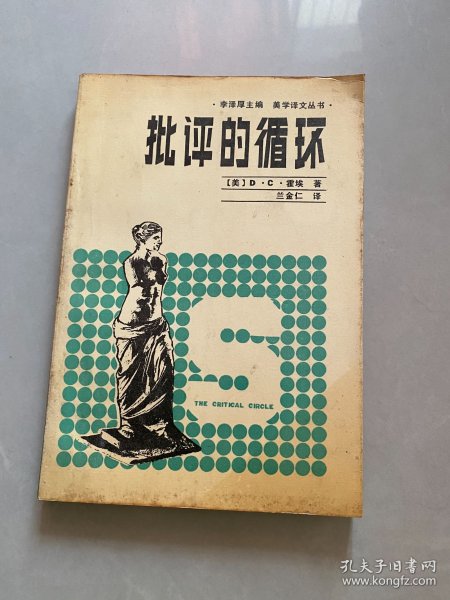 ·李泽厚主编 美学译文丛书·
批评的循环
〔美〕D·C·霍埃 著
兰金仁 译
THE CRITICAL CIRCLE
孔夫子旧书网
www.kongfz.com